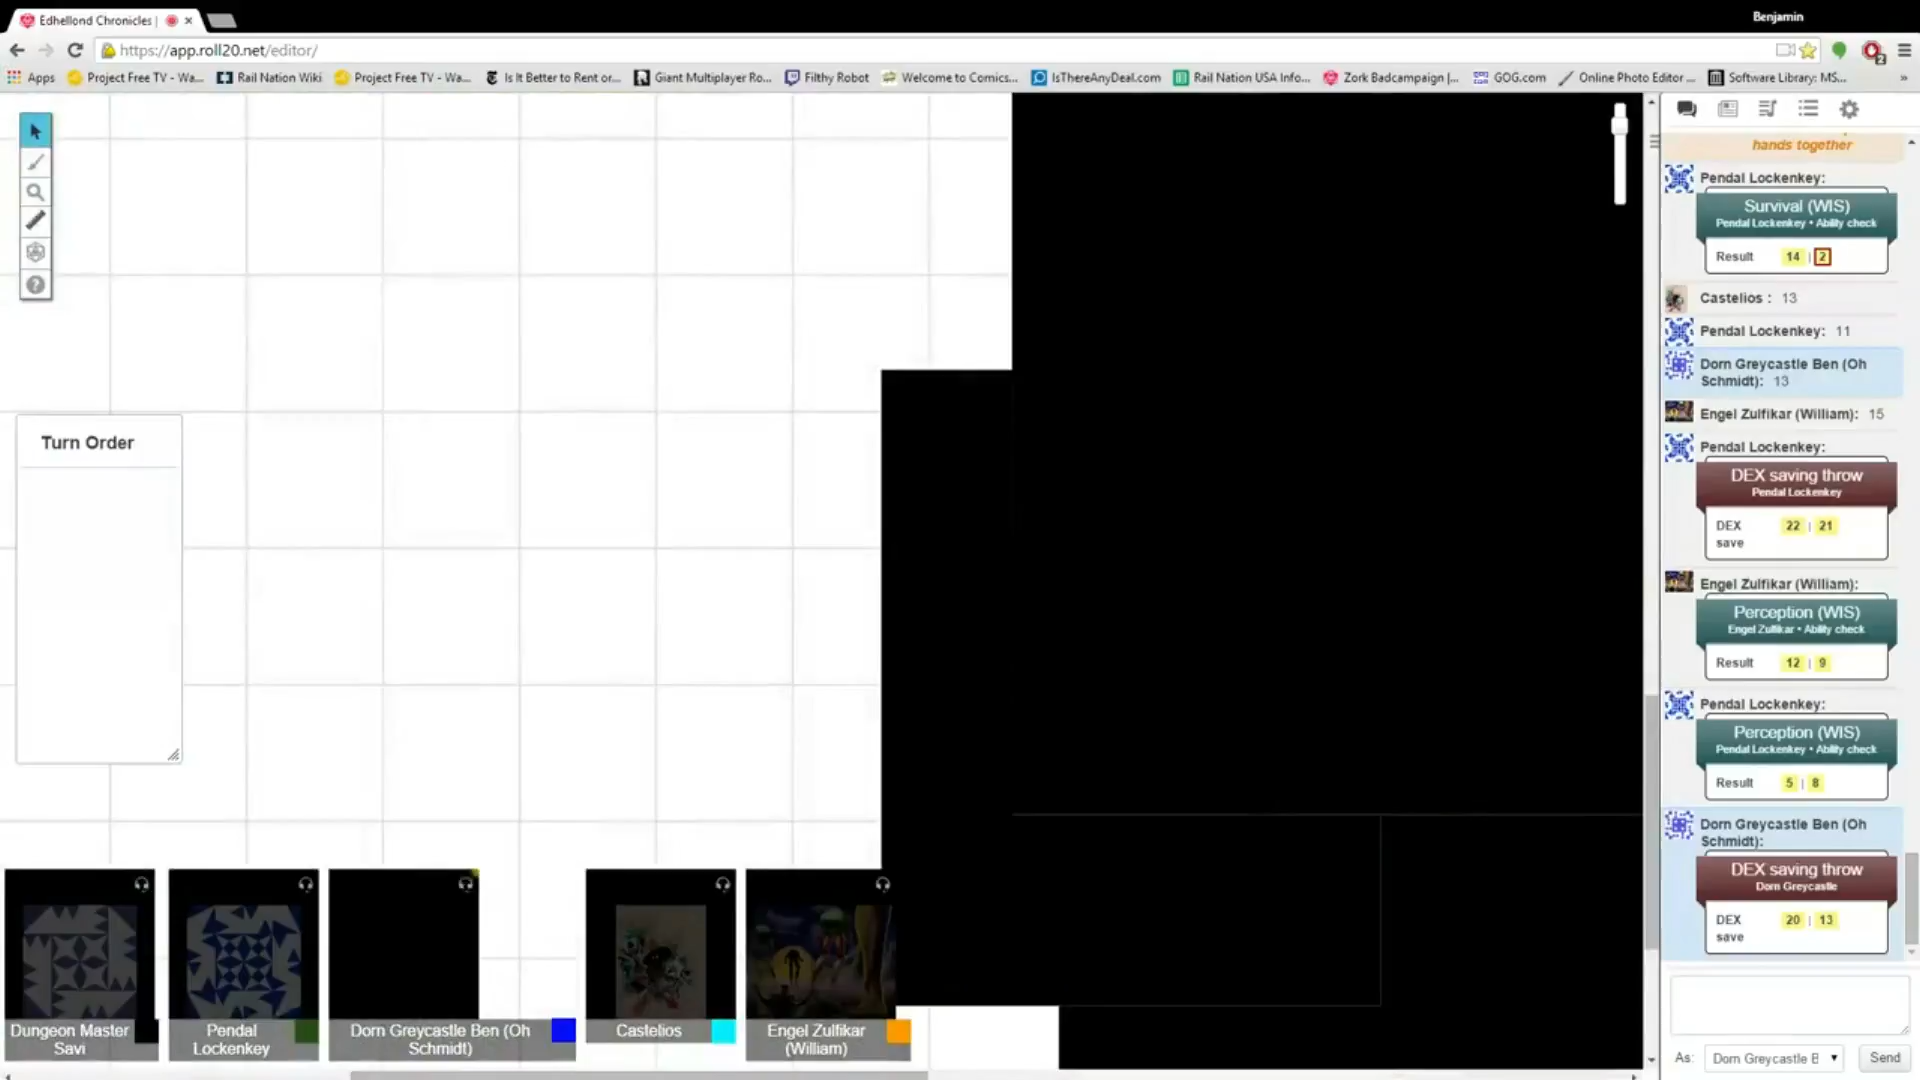 Edhellond Chronicles |
Benjamin
https://app.roll20.net/editor/
Apps
Project Free TV - Wa...
Rail Nation Wiki
Project Free TV - Wa...
Is It Better to Rent or...
Giant Multiplayer Ro...
Filthy Robot
Welcome to Comics...
IsThereAnyDeal.com
Rail Nation USA Info...
Zork Badcampaign |...
GOG.com
Online Photo Editor ...
Software Library: MS...
»
Turn Order
Dungeon Master
Savi
Pendal
Lockenkey
Dorn Greycastle Ben (Oh
Schmidt)
Castelios
Engel Zulfikar
(William)
hands together
Pendal Lockenkey:
Survival (WIS)
Pendal Lockenkey • Ability check
Result 14 | 2
Castelios : 13
Pendal Lockenkey: 11
Dorn Greycastle Ben (Oh
Schmidt): 13
Engel Zulfikar (William): 15
Pendal Lockenkey:
DEX saving throw
Pendal Lockenkey
DEX 22 | 21
save
Engel Zulfikar (William):
Perception (WIS)
Engel Zulfikar • Ability check
Result 12 | 9
Pendal Lockenkey:
Perception (WIS)
Pendal Lockenkey • Ability check
Result 5 | 8
Dorn Greycastle Ben (Oh
Schmidt):
DEX saving throw
Dorn Greycastle
DEX 20 | 13
save
As: Dorn Greycastle B
Send